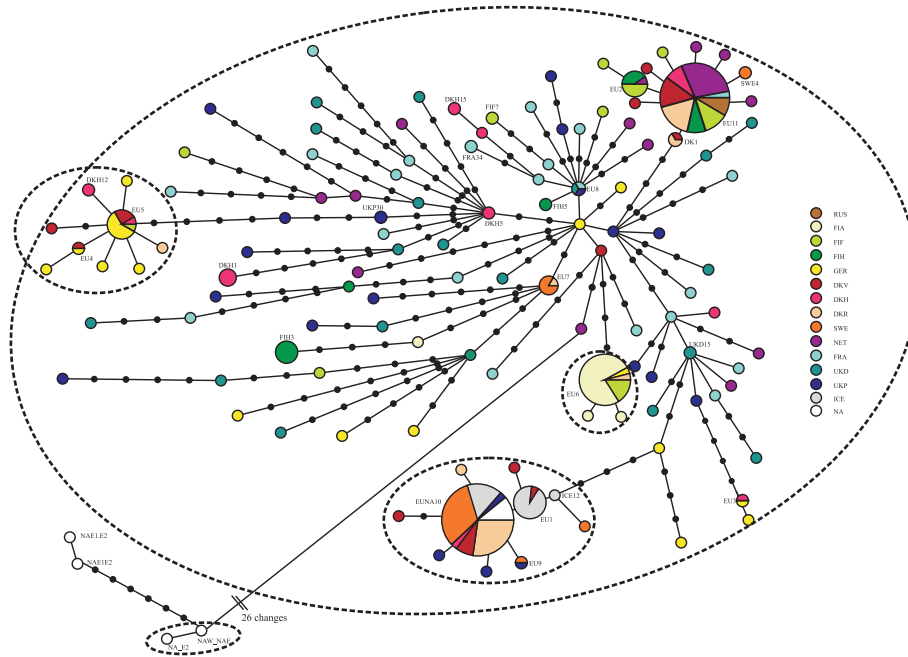 SWE4
EU2
EU11
DKH15
FIF7
DK1
FRA34
DKH12
EU8
EU5
UKP30
FIH5
DKH5
RUS
FIA
FIF
FIH
GER
DKV
DKH
DKR
SWE
NET
FRA
UKD
UKP
ICE
NA
EU4
DKH1
EU7
FIH3
UKD15
EU6
EUNA10
ICE12
EU1
EU3
NAE1.E2
NAE1E2
EU9
26 changes
NAW_NAE
NA_E2